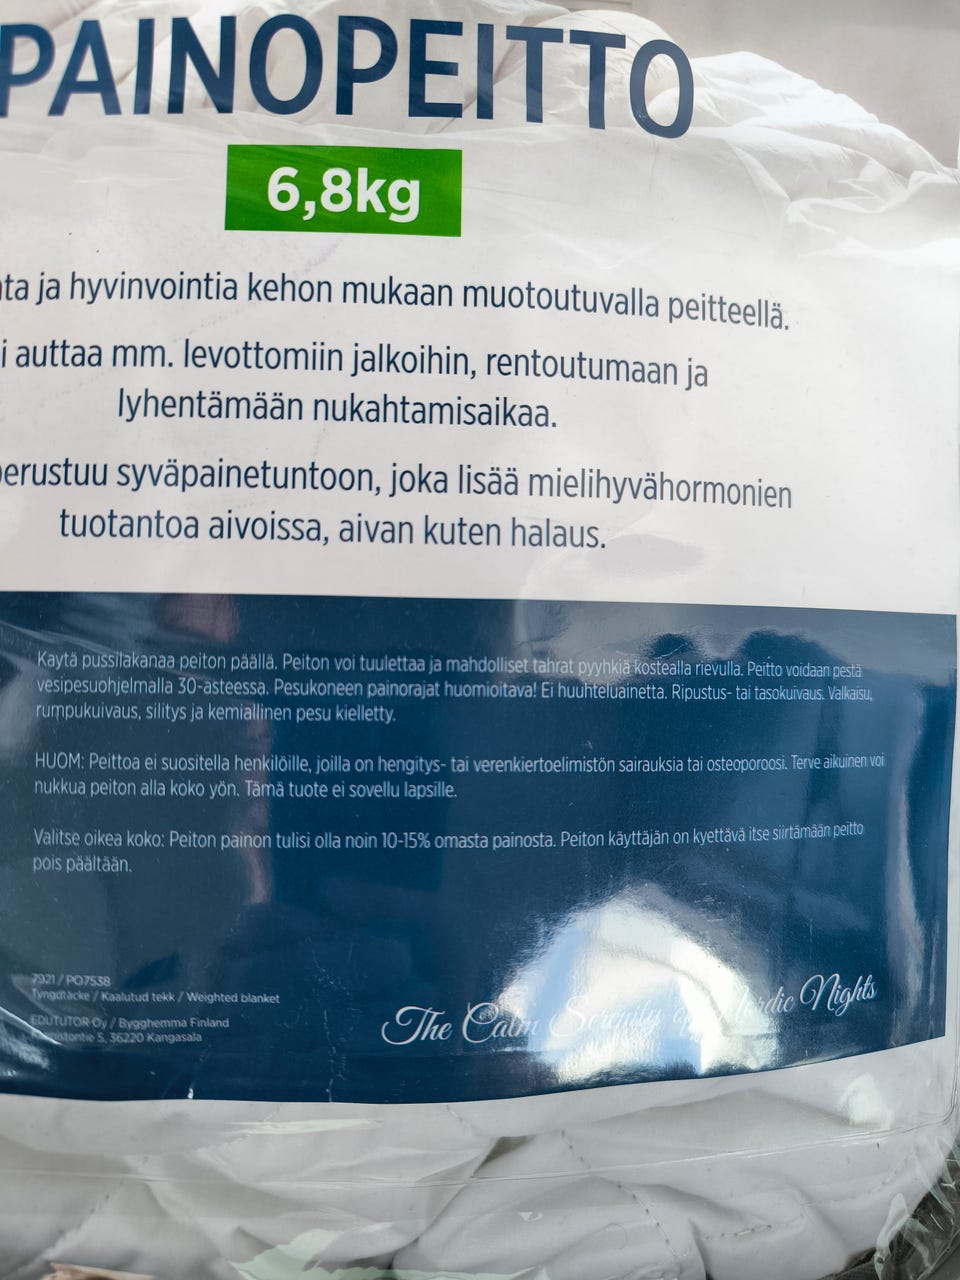 PAINOPEITTO
6,8kg
ja hyvinvointia kehon mukaan muotoutuvalla peitteellä.
auttaa mm. levottomiin jalkoihin, rentoutumaan ja
lyhentämään nukahtamisaikaa.
perustuu syväpainetuntoon, joka lisää mielihyvähormonien
tuotantoa aivoissa, aivan kuten halaus.
Käytä pussilakanaa peiton päällä. Peiton voi tuulettaa ja mahdolliset tahrat pyyhkiä kostealla rievulla. Peitto voidaan pestä
vesipesuohjelmalla 30-asteessa. Pesukoneen painorajat huomioitava! Ei huuhteluainetta. Ripustus- tai tasokuivaus. Valkaisu,
rumpukuivaus, silitys ja kemiallinen pesu kielletty.
HUOM: Peittoa ei suositella henkilöille, joilla on hengitys- tai verenkiertoelimistön sairauksia tai osteoporoosi. Terve aikuinen voi
nukkua peiton alla koko yön. Tämä tuote ei sovellu lapsille.
Valitse oikea koko: Peiton painon tulisi olla noin 10-15% omasta painosta. Peiton käyttäjän on kyettävä itse siirtämään peitto
pois päältään.
7921 / PO7538
Tyngdtäcke / Kaalutud tekk / Weighted blanket
EDUTUTOR Oy / Bygghemma Finland
5, 36220 Kangasala
The Calm Serenity of Nordic Nights